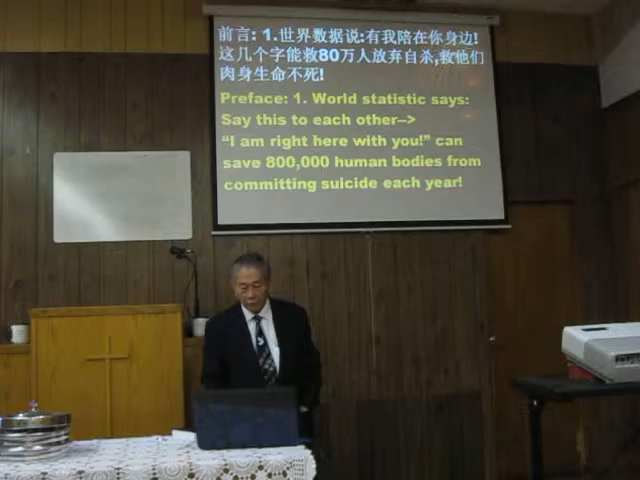 前言: 1.世界数据说:有我陪在你身边!
这几个字能救80万人放弃自杀,救他们
肉身生命不死!
Preface: 1. World statistic says:
Say this to each other-->
“I am right here with you!” can
save 800,000 human bodies from
committing suicide each year!